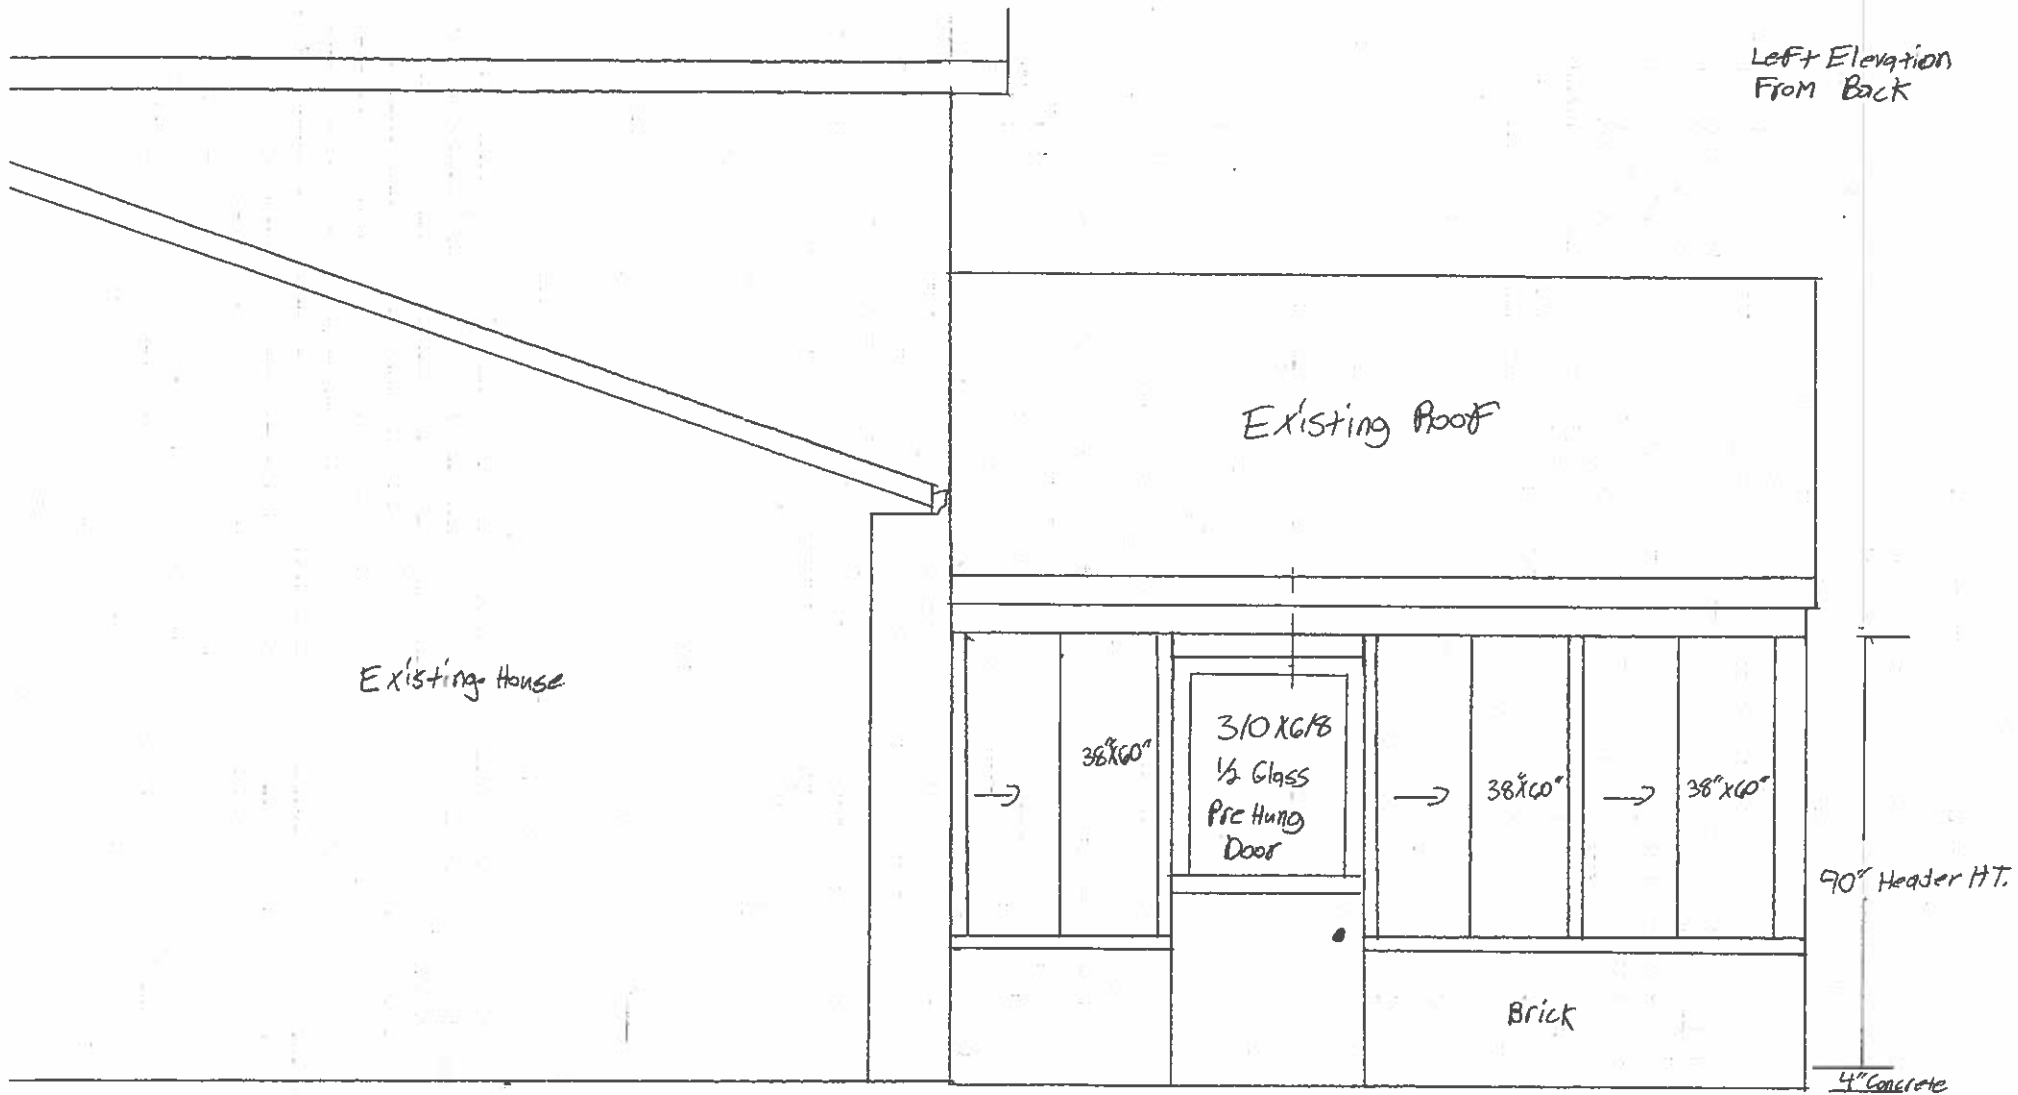 Left Elevation
From Back
Existing Roof
Existing House
38"x60"
3/0 x 6/8
1/2 Glass
Pre Hung
Door
38"x60"
38"x60"
90" Header HT.
Brick
4" Concrete